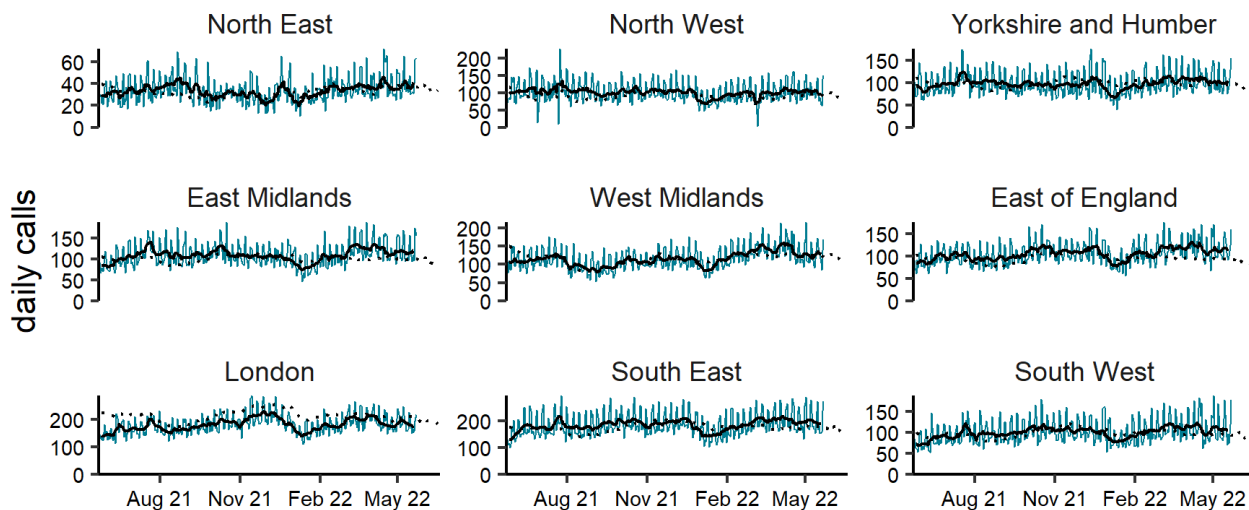 North East
North West
Yorkshire and Humber
60
40
20
0
200
150
100
50
0
150
100
50
0
East Midlands
West Midlands
East of England
daily calls
150
100
50
0
200
150
100
50
0
150
100
50
0
London
South East
South West
200
100
0
200
100
0
150
100
50
0
Aug 21 Nov 21 Feb 22 May 22
Aug 21 Nov 21 Feb 22 May 22
Aug 21 Nov 21 Feb 22 May 22